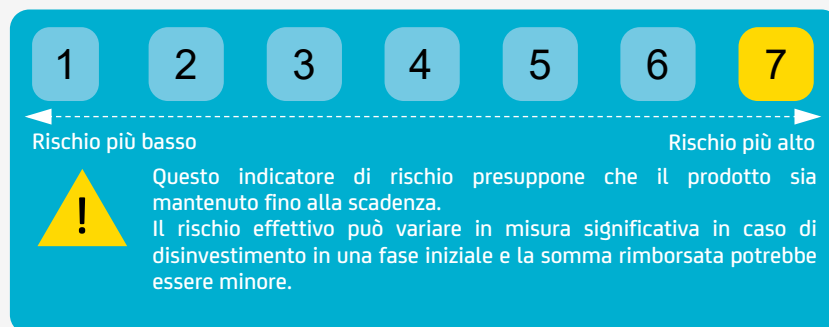 1 2 3 4 5 6 7
Rischio più basso Rischio più alto
Questo indicatore di rischio presuppone che il prodotto sia
mantenuto fino alla scadenza.
Il rischio effettivo può variare in misura significativa in caso di
disinvestimento in una fase iniziale e la somma rimborsata potrebbe
essere minore.
!